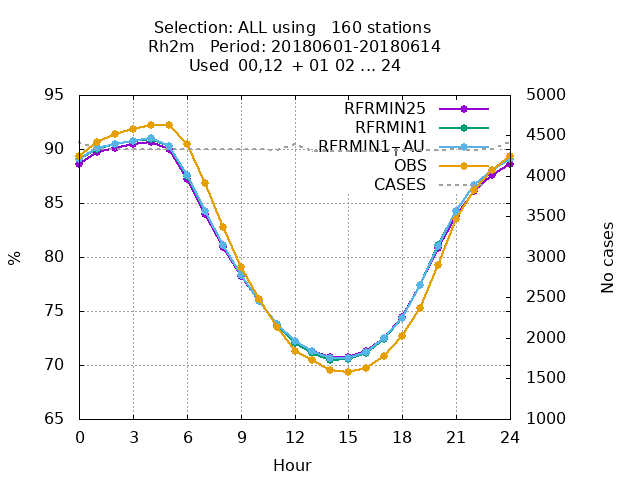 Selection: ALL using 160 stations
Rh2m Period: 20180601-20180614
Used 00,12 + 01 02 ... 24
95 5000
RFRMIN25
RFRMIN1
RFRMIN1_AU
OBS
CASES
90 4500
85 4000
80 3500
75 3000
70 2500
65 2000
1500
1000
%
No cases
0 3 6 9 12 15 18 21 24
Hour